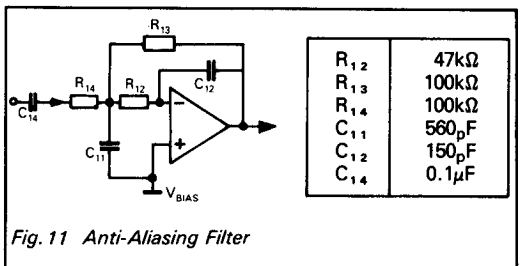 R13
R14
R12
C12
C14
C11
VBIAS
R12 47kΩ
R13 100kΩ
R14 100kΩ
C11 560pF
C12 150pF
C14 0.1μF
Fig. 11 Anti-Aliasing Filter